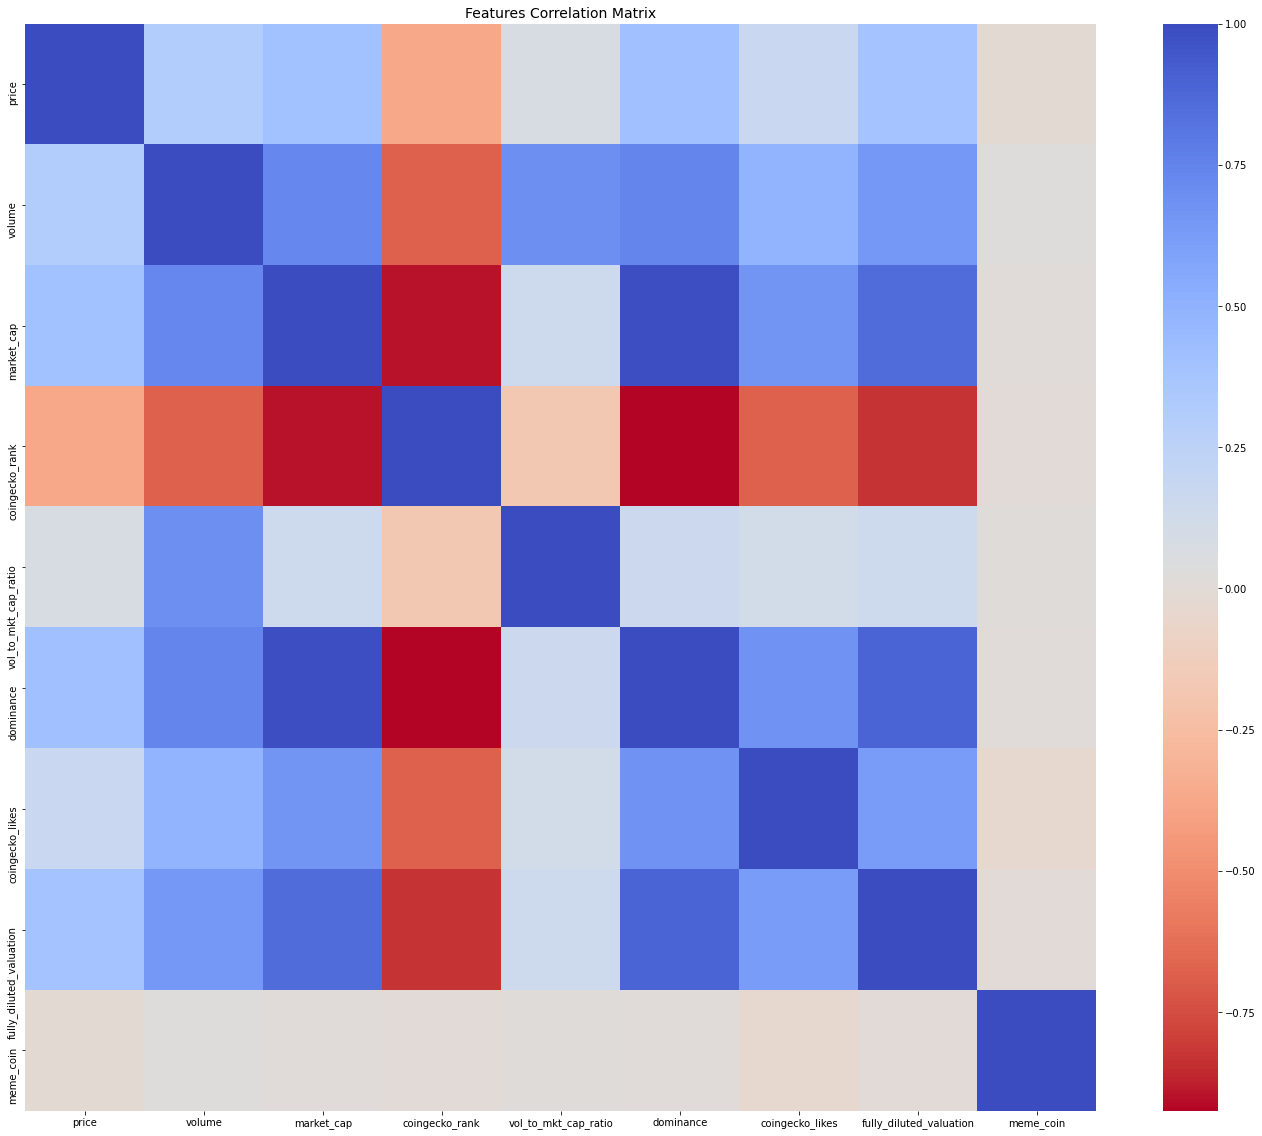 Features Correlation Matrix
price
volume
market_cap
coingecko_rank
vol_to_mkt_cap_ratio
dominance
coingecko_likes
fully_diluted_valuation
meme_coin
price
volume
market_cap
coingecko_rank
vol_to_mkt_cap_ratio
dominance
coingecko_likes
fully_diluted_valuation
meme_coin
1.00
0.75
0.50
0.25
0.00
−0.25
−0.50
−0.75